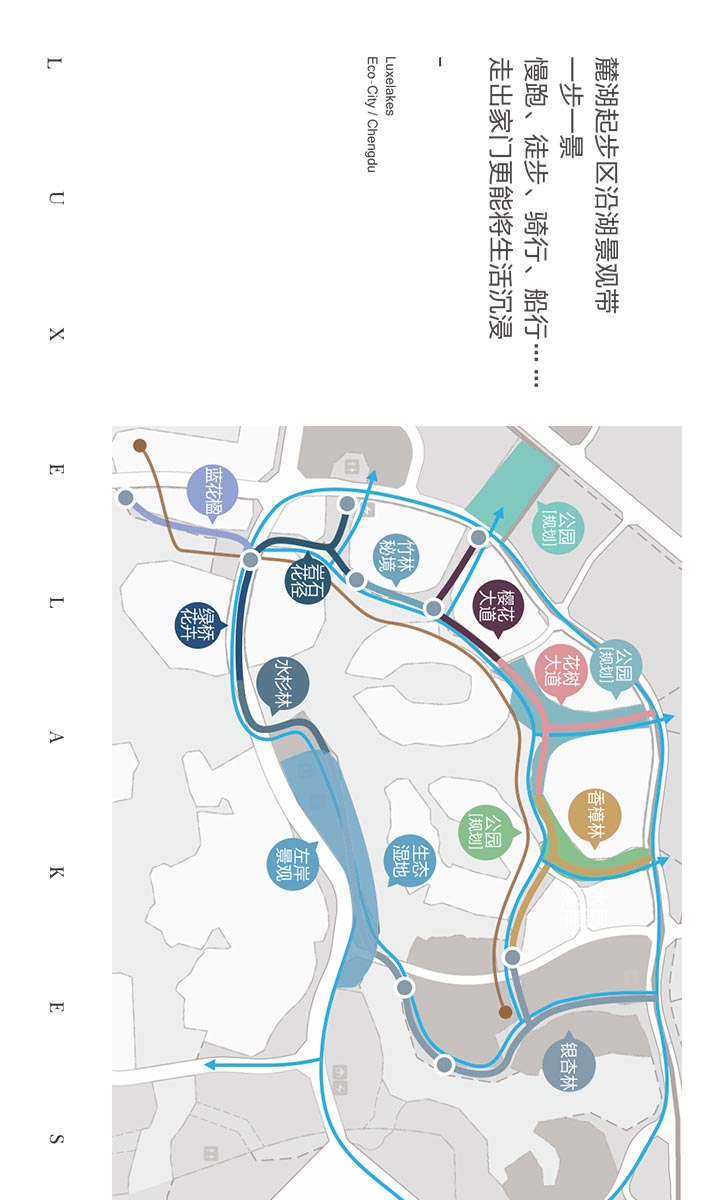 麓湖起步区沿湖景观带
一步一景
慢跑、徒步、骑行、船行……
走出家门更能将生活沉浸
-
Luxelakes
Eco-City / Chengdu
公园
[规划]
公园
[规划]
香樟林
银杏林
花树
大道
樱花
大道
公园
[规划]
竹林
秘境
生态
湿地
岩石
花径
水杉林
左岸
景观
蓝花楹
绿桥
花卉
L U X E L A K E S